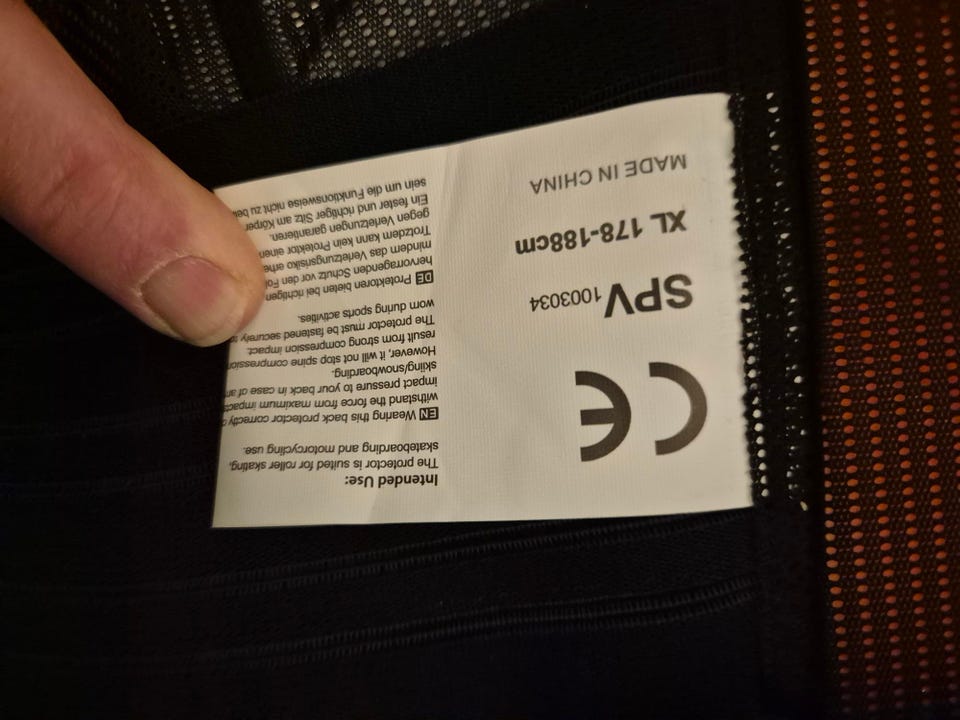 CE
SPV 1003034
XL 178-188cm
MADE IN CHINA
Intended Use:
The protector is suited for roller skating,
skateboarding and motorcycling use.
EN Wearing this back protector correctly
withstand the force from maximum impact
impact pressure to your back in case of
skiing/snowboarding.
However, it will not stop spine compression
result from strong compression impact.
The protector must be fastened securely
worn during sports activities.
DE Protektoren bieten bei richtigen
hervorragenden Schutz vor den
mindern das Verletzungsrisiko
Trotzdem kann kein Protektor einen
gegen Verletzungen garantieren.
Ein fester und richtiger Sitz am Körper
sein um die Funktionsweise nicht zu